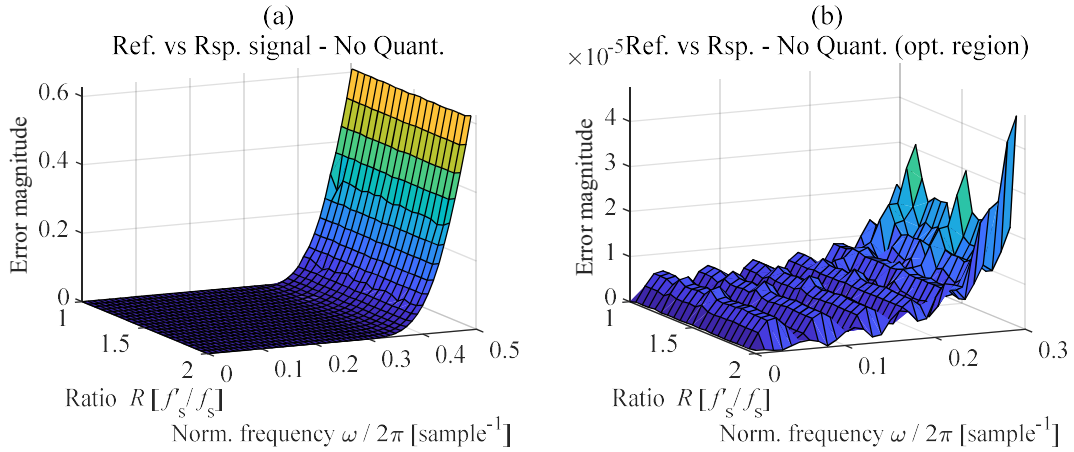 (a)
Ref. vs Rsp. signal - No Quant.
0.6
0.4
0.2
0
Error magnitude
1
1.5
2
Ratio R [f's/fs]
0
0.1
0.2
0.3
0.4
0.5
Norm. frequency ω / 2π [sample⁻¹]
(b)
×10⁻⁵ Ref. vs Rsp. - No Quant. (opt. region)
4
3
2
1
0
Error magnitude
1
1.5
2
Ratio R [f's/fs]
0
0.1
0.2
0.3
Norm. frequency ω / 2π [sample⁻¹]